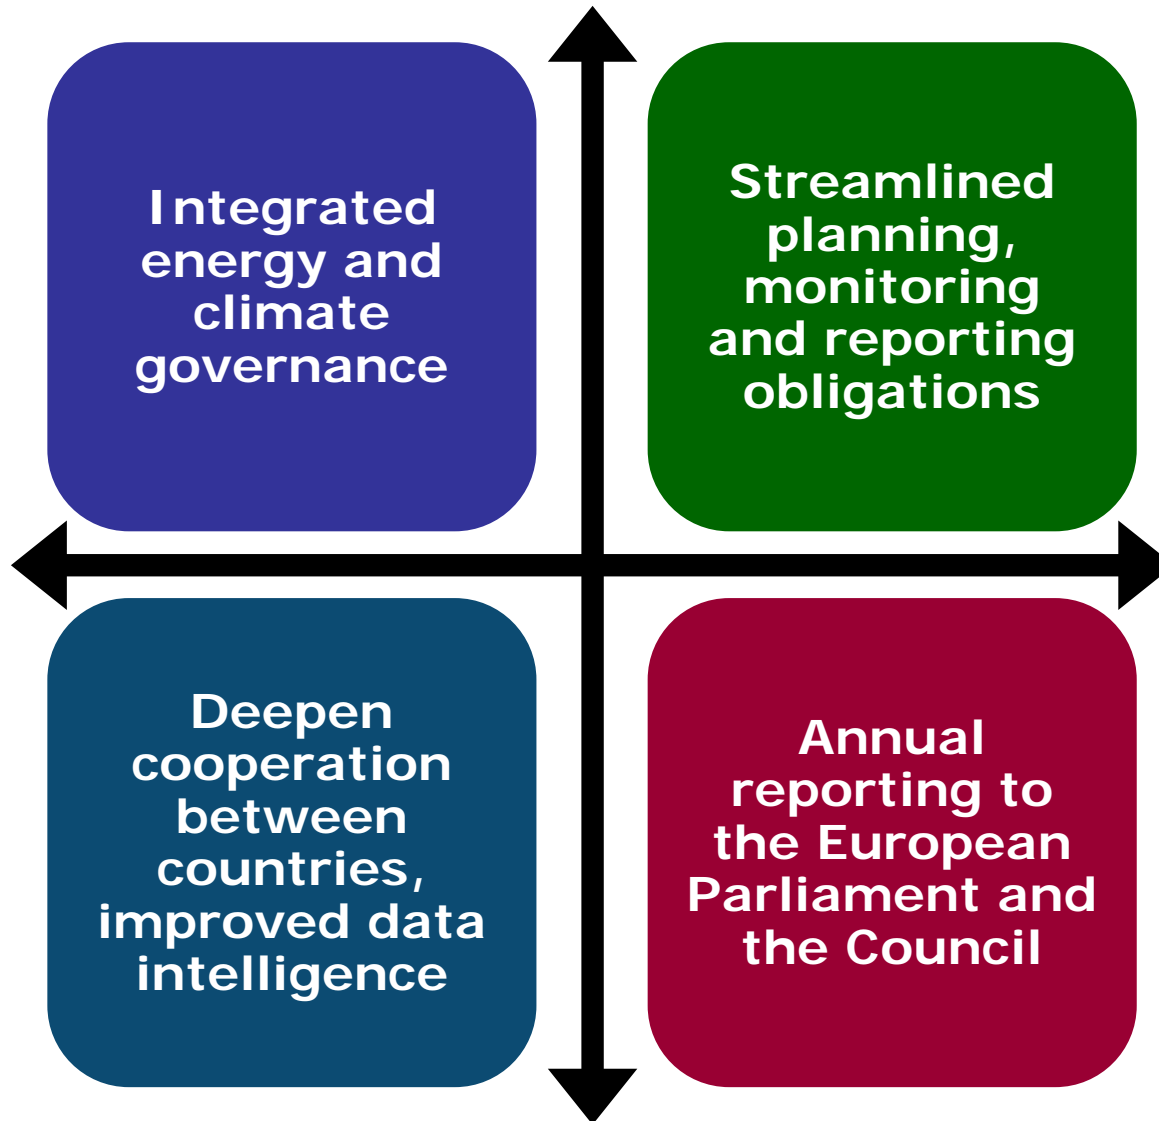 Integrated
energy and
climate
governance
Streamlined
planning,
monitoring
and reporting
obligations
Deepen
cooperation
between
countries,
improved data
intelligence
Annual
reporting to
the European
Parliament and
the Council